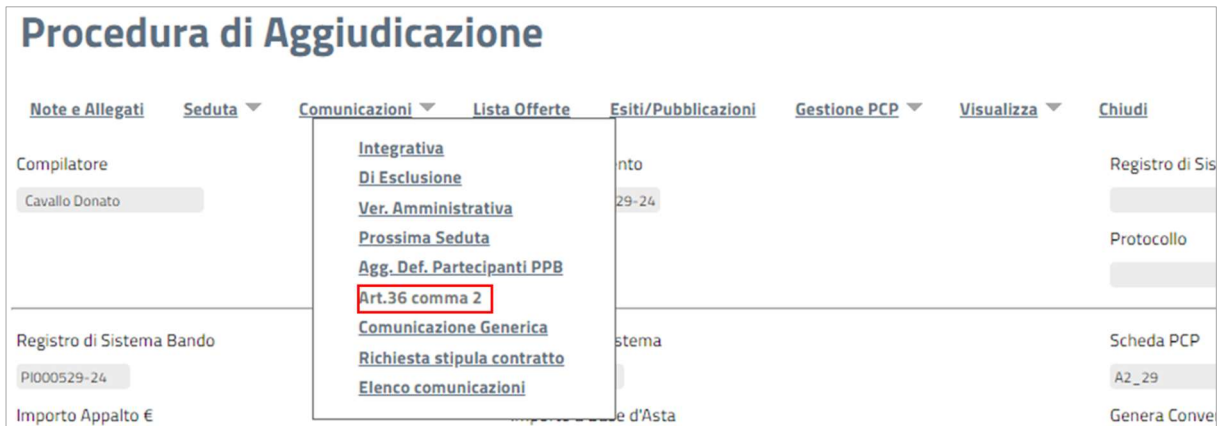 Procedura di Aggiudicazione
Note e Allegati Seduta Comunicazioni Lista Offerte Esiti/Pubblicazioni Gestione PCP Visualizza Chiudi
Integrativa
Compilatore nto Registro di Sis
Di Esclusione
Cavallo Donato 29-24
Ver. Amministrativa
Prossima Seduta Protocollo
Agg. Def. Partecipanti PPB
Art.36 comma 2
Comunicazione Generica
Registro di Sistema Bando stema Scheda PCP
Richiesta stipula contratto
PI000529-24 A2_29
Elenco comunicazioni
Importo Appalto € d'Asta Genera Conve